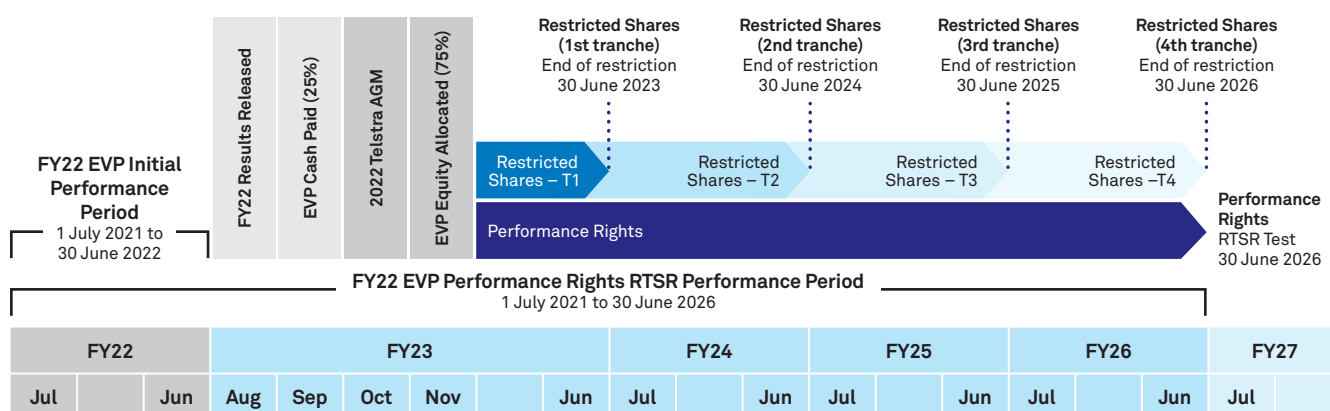 FY22 EVP Initial
Performance
Period
1 July 2021 to
30 June 2022
FY22 Results Released
EVP Cash Paid (25%)
2022 Telstra AGM
EVP Equity Allocated (75%)
Restricted Shares
(1st tranche)
End of restriction
30 June 2023
Restricted Shares
(2nd tranche)
End of restriction
30 June 2024
Restricted Shares
(3rd tranche)
End of restriction
30 June 2025
Restricted Shares
(4th tranche)
End of restriction
30 June 2026
Restricted
Shares – T1
Restricted
Shares – T2
Restricted
Shares – T3
Restricted
Shares –T4
Performance Rights
Performance
Rights
RTSR Test
30 June 2026
FY22 EVP Performance Rights RTSR Performance Period
1 July 2021 to 30 June 2026
FY22 FY23 FY24 FY25 FY26 FY27
Jul Jun Aug Sep Oct Nov Jun Jul Jun Jul Jun Jul Jun Jul